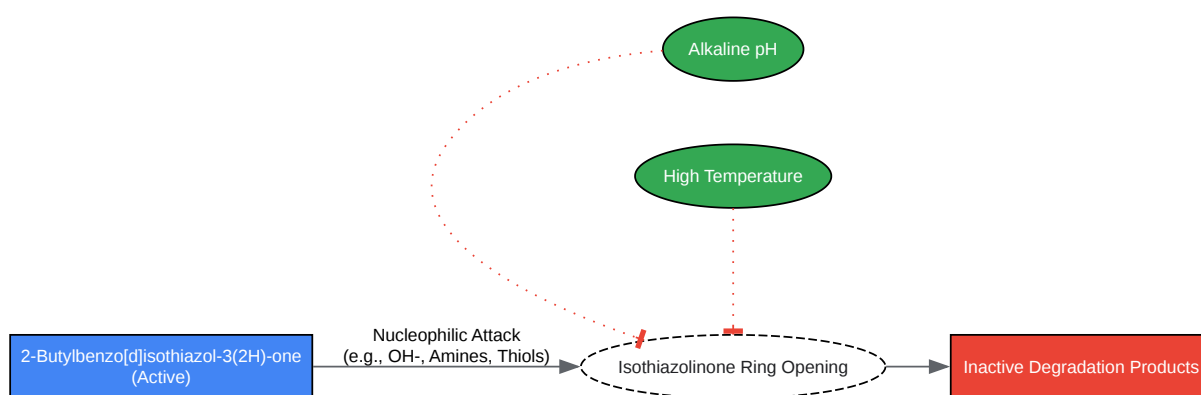 Alkaline pH
High Temperature
Nucleophilic Attack
(e.g., OH-, Amines, Thiols)
2-Butylbenzo[d]isothiazol-3(2H)-one
(Active)
Isothiazolinone Ring Opening
Inactive Degradation Products